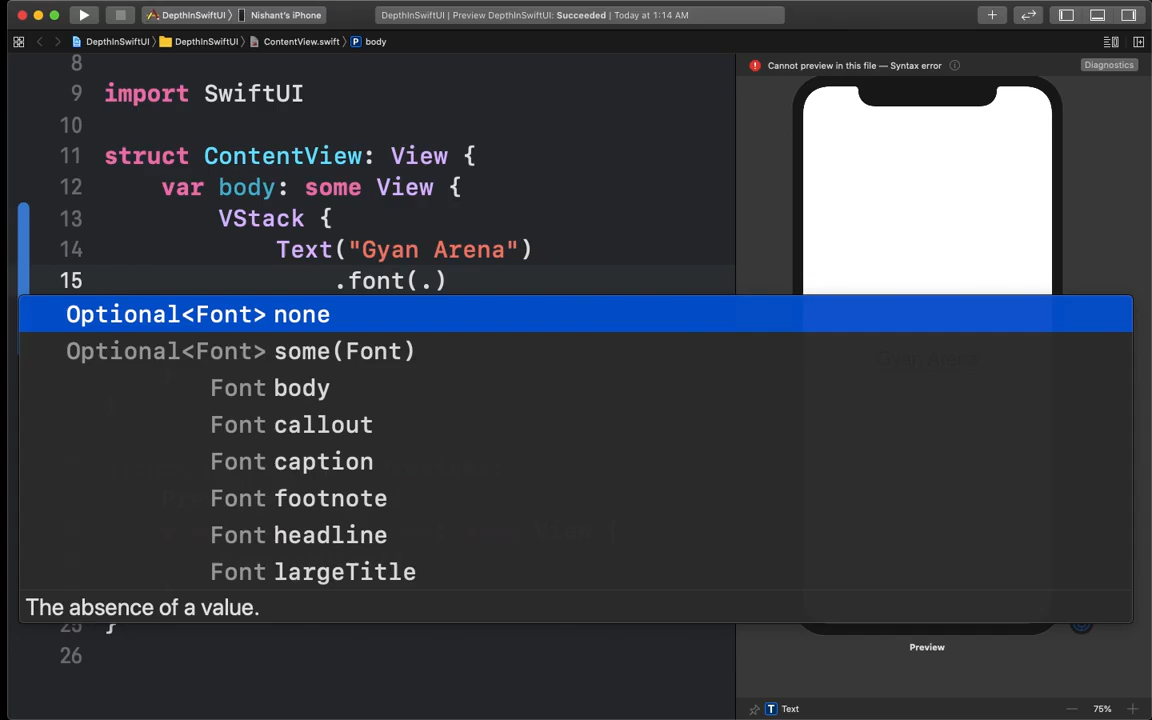 DepthInSwiftUI ⟩ Nishant's iPhone
DepthInSwiftUI | Preview DepthInSwiftUI: Succeeded | Today at 1:14 AM
DepthInSwiftUI ⟩ DepthInSwiftUI ⟩ ContentView.swift ⟩ P body
Cannot preview in this file — Syntax error
Diagnostics
8
9 import SwiftUI
10
11 struct ContentView: View {
12 var body: some View {
13 VStack {
14 Text("Gyan Arena")
15 .font(.)
Optional<Font> none
Optional<Font> some(Font)
Font body
Font callout
Font caption
Font footnote
Font headline
Font largeTitle
The absence of a value.
25 }
26
Gyan Arena
Preview
T Text
75%